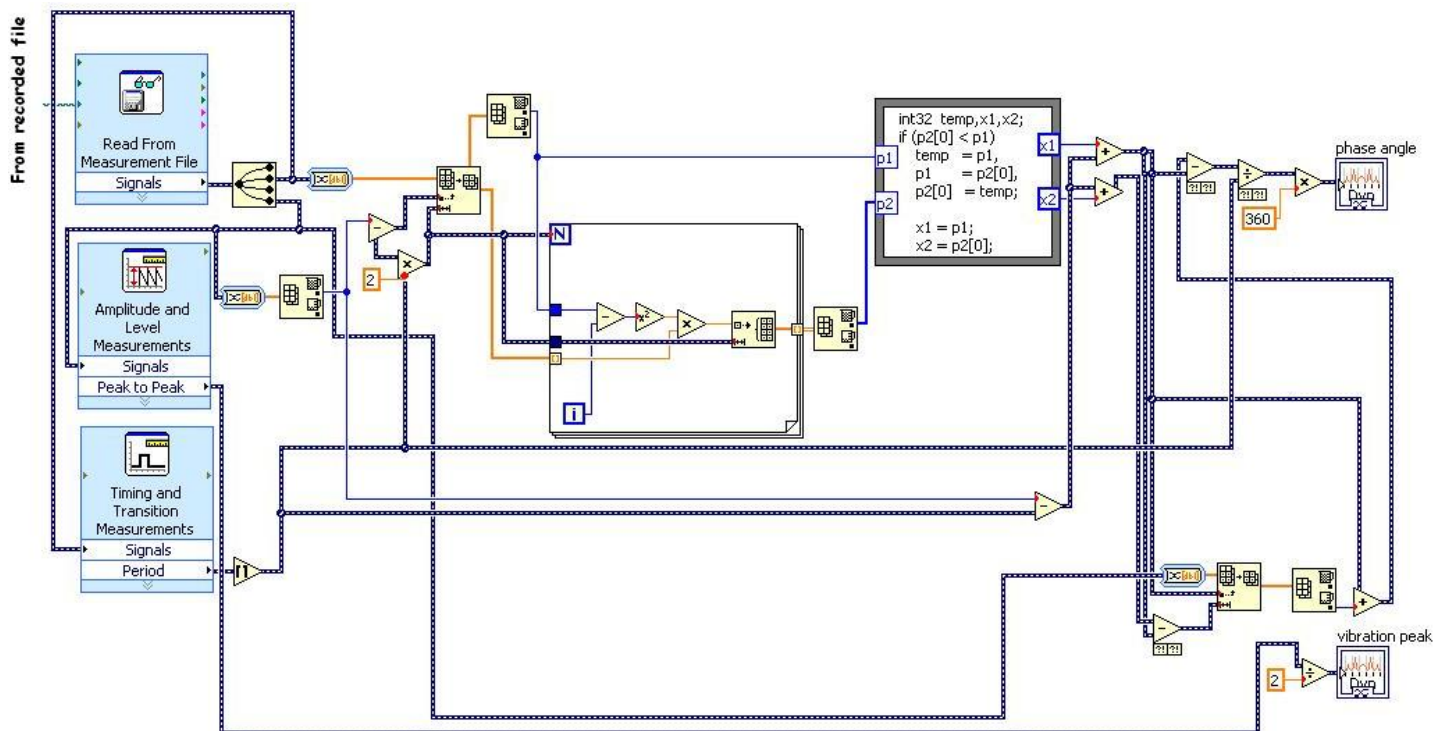 From recorded file
Read From
Measurement File
Signals
Amplitude and
Level
Measurements
Signals
Peak to Peak
Timing and
Transition
Measurements
Signals
Period
2
N
i
p1
p2
int32 temp,x1,x2;
if (p2[0] < p1)
temp = p1,
p1 = p2[0],
p2[0] = temp;
x1 = p1;
x2 = p2[0];
x1
x2
phase angle
360
vibration peak
2